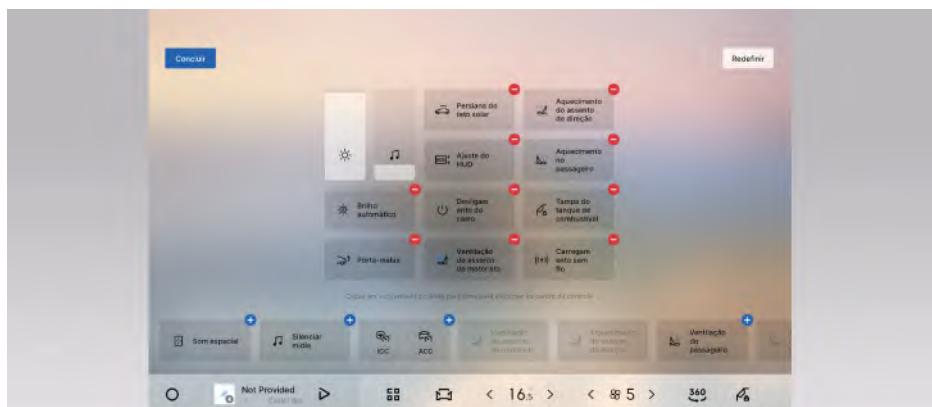 Concluir
Redefinir
Persiana do
teto solar
Aquecimento
do assento
de direção
Ajuste do
HUD
Aquecimento
no
passageiro
Brilho
automático
Desligam
ento do
carro
Tampa do
tanque de
combustível
Porta-malas
Ventilação
do assento
do motorista
Carregam
ento sem
fio
Som espacial
Silenciar
mídia
ICC
ACC
Ventilação
do
passageiro
Not Provided
16.5
5
360